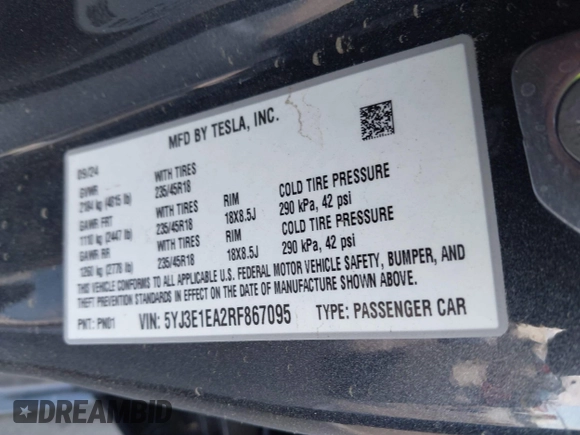 MFD BY TESLA, INC.
09/24
GVWR WITH TIRES
2184 kg (4815 lb) 235/45R18 RIM COLD TIRE PRESSURE
GAWR FRT WITH TIRES 18X8.5J 290 kPa, 42 psi
1110 kg (2447 lb) 235/45R18 RIM COLD TIRE PRESSURE
GAWR RR WITH TIRES 18X8.5J 290 kPa, 42 psi
1260 kg (2778 lb) 235/45R18
THIS VEHICLE CONFORMS TO ALL APPLICABLE U.S. FEDERAL MOTOR VEHICLE SAFETY, BUMPER, AND
THEFT PREVENTION STANDARDS IN EFFECT ON THE DATE OF MANUFACTURE SHOWN ABOVE.
PNT: PN01 VIN: 5YJ3E1EA2RF867095 TYPE: PASSENGER CAR
DREAMBID